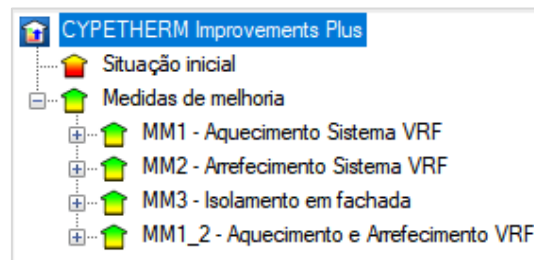 CYPETHERM Improvements Plus
Situação inicial
Medidas de melhoria
MM1 - Aquecimento Sistema VRF
MM2 - Arrefecimento Sistema VRF
MM3 - Isolamento em fachada
MM1_2 - Aquecimento e Arrefecimento VRF